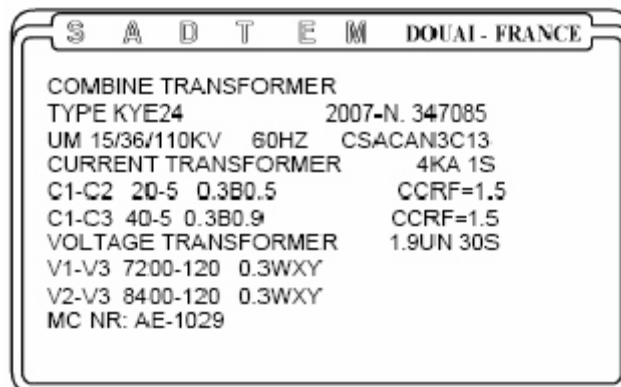 S A D T E M DOUAI - FRANCE
COMBINE TRANSFORMER
TYPE KYE24 2007-N. 347085
UM 15/36/110KV 60HZ CSACAN3C13
CURRENT TRANSFORMER 4KA 1S
C1-C2 20-5 0.3B0.5 CCRF=1.5
C1-C3 40-5 0.3B0.9 CCRF=1.5
VOLTAGE TRANSFORMER 1.9UN 30S
V1-V3 7200-120 0.3WXY
V2-V3 8400-120 0.3WXY
MC NR: AE-1029